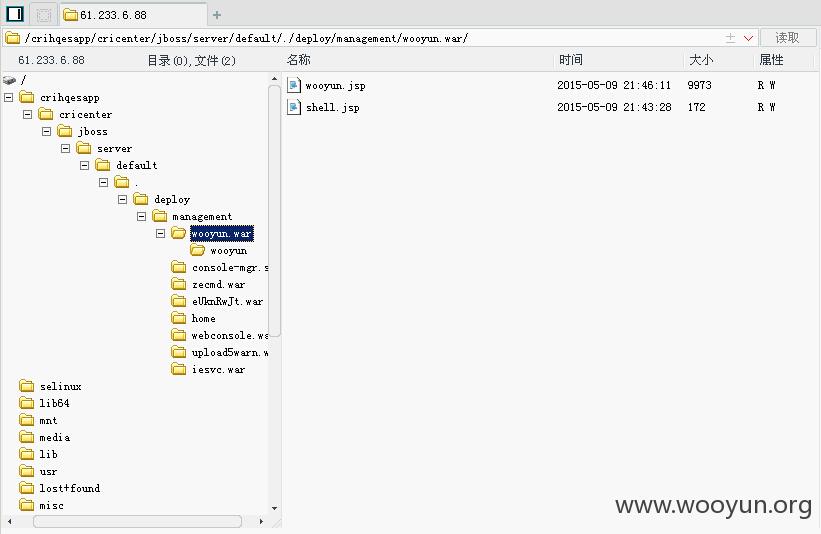 61.233.6.88
/crihqesapp/cricenter/jboss/server/default/./deploy/management/wooyun.war/ 读取
61.233.6.88 目录(0),文件(2) 名称 时间 大小 属性
/
crihqesapp
cricenter
jboss
server
default
.
deploy
management
wooyun.war
wooyun
console-mgr.s
zecmd.war
eUknRwJt.war
home
webconsole.wa
upload5warn.w
iesvc.war
selinux
lib64
mnt
media
lib
usr
lost+found
misc
wooyun.jsp 2015-05-09 21:46:11 9973 R W
shell.jsp 2015-05-09 21:43:28 172 R W
www.wooyun.org